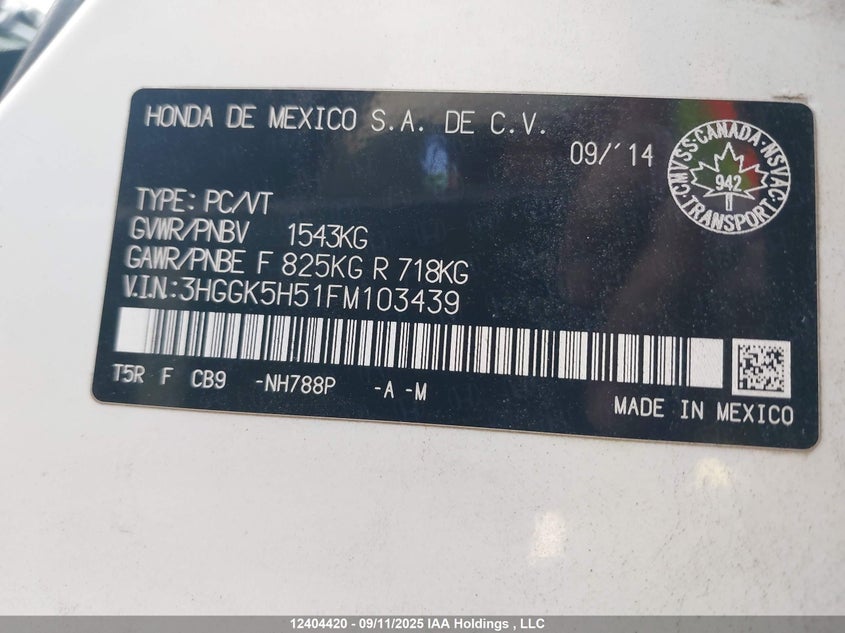 HONDA DE MEXICO S.A. DE C.V.
09/´14
CMVSS·CANADA·NSVAC·TRANSPORT
942
TYPE: PC/VT
GVWR/PNBV 1543KG
GAWR/PNBE F 825KG R 718KG
V.I.N.:3HGGK5H51FM103439
T5R F CB9 -NH788P -A -M
MADE IN MEXICO
12404420 - 09/11/2025 IAA Holdings , LLC